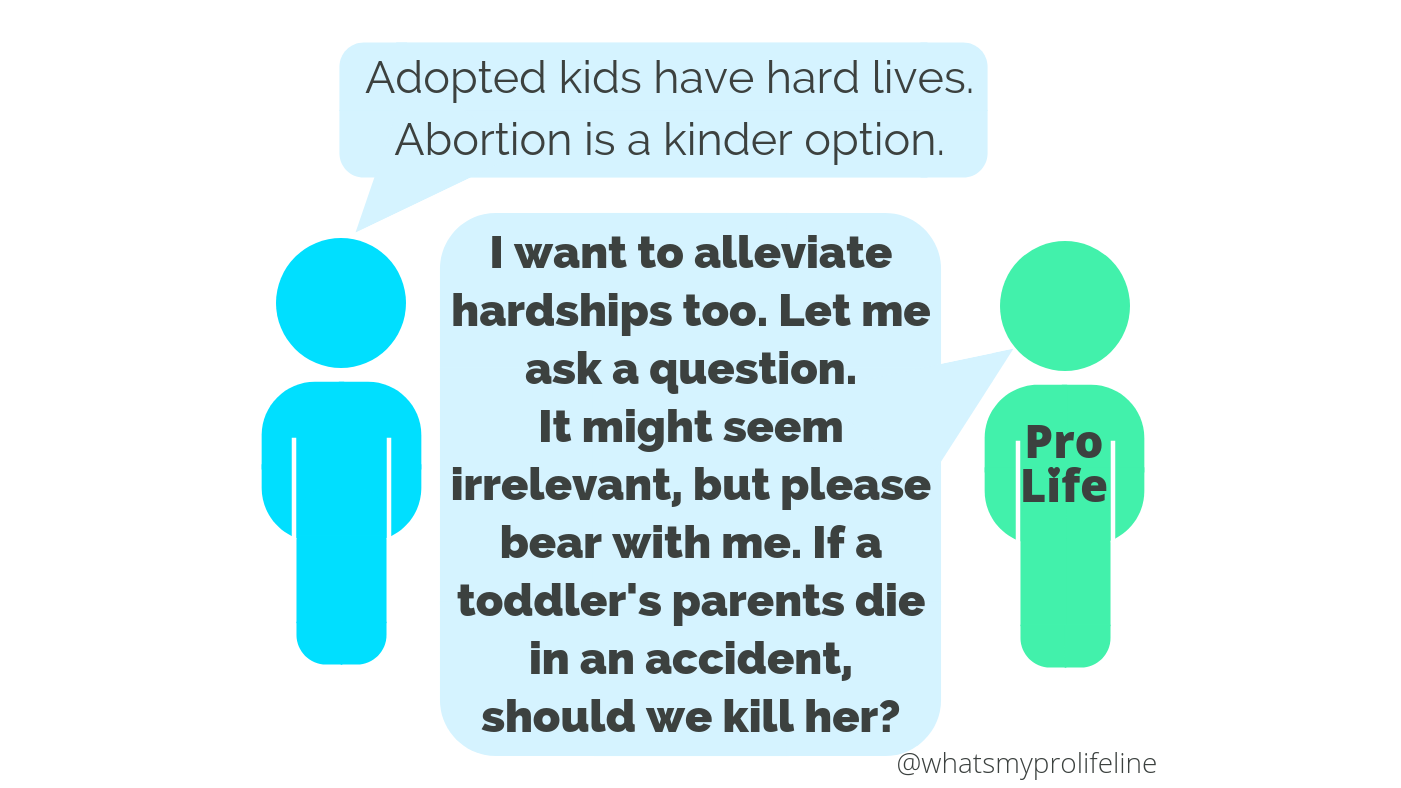 Adopted kids have hard lives.
Abortion is a kinder option.
I want to alleviate
hardships too. Let me
ask a question.
It might seem
irrelevant, but please
bear with me. If a
toddler's parents die
in an accident,
should we kill her?
Pro
Life
@whatsmyprolifeline